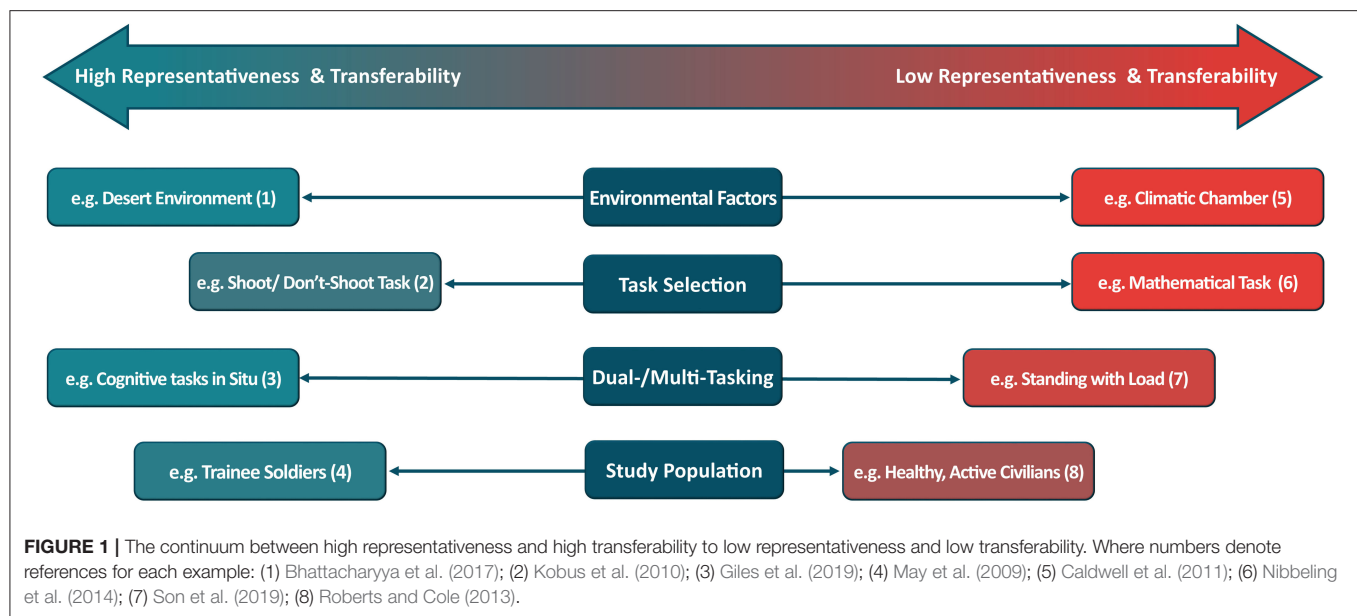 High Representativeness & Transferability
Low Representativeness & Transferability
e.g. Desert Environment (1)
Environmental Factors
e.g. Climatic Chamber (5)
e.g. Shoot/ Don't-Shoot Task (2)
Task Selection
e.g. Mathematical Task (6)
e.g. Cognitive tasks in Situ (3)
Dual-/Multi-Tasking
e.g. Standing with Load (7)
e.g. Trainee Soldiers (4)
Study Population
e.g. Healthy, Active Civilians (8)
FIGURE 1 | The continuum between high representativeness and high transferability to low representativeness and low transferability. Where numbers denote
references for each example: (1) Bhattacharyya et al. (2017); (2) Kobus et al. (2010); (3) Giles et al. (2019); (4) May et al. (2009); (5) Caldwell et al. (2011); (6) Nibbeling
et al. (2014); (7) Son et al. (2019); (8) Roberts and Cole (2013).